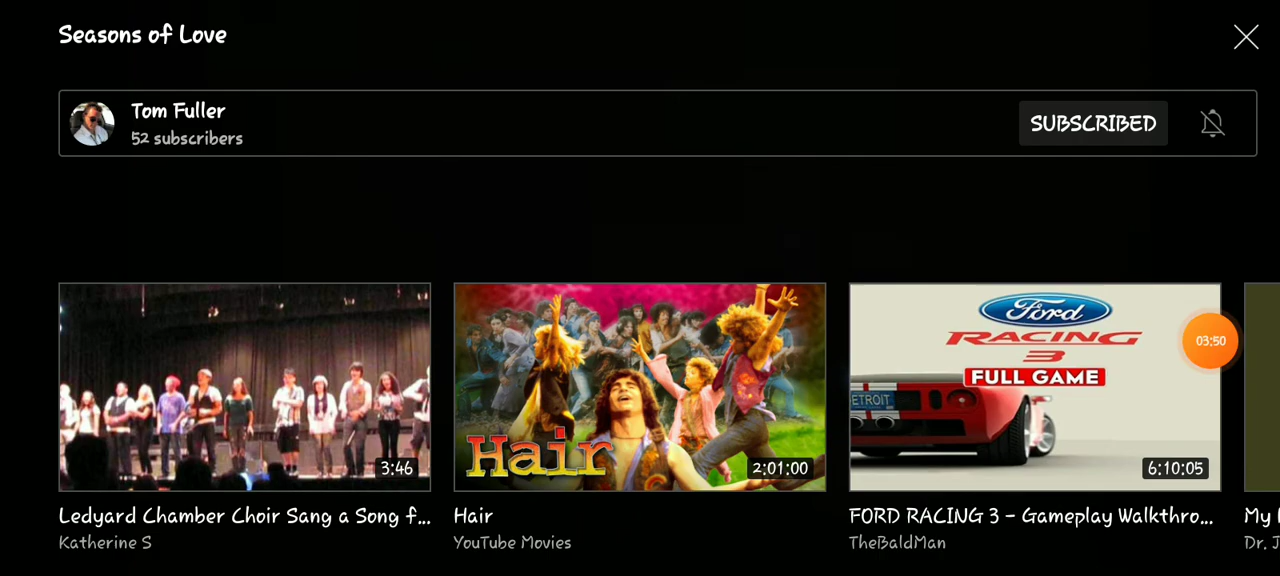 Seasons of Love
Tom Fuller
52 subscribers
SUBSCRIBED
Ford
RACING
3
FULL GAME
ETROIT
03:50
Hair
3:46
2:01:00
6:10:05
Ledyard Chamber Choir Sang a Song f...
Katherine S
Hair
YouTube Movies
FORD RACING 3 - Gameplay Walkthro...
TheBaldMan
My
Dr. J